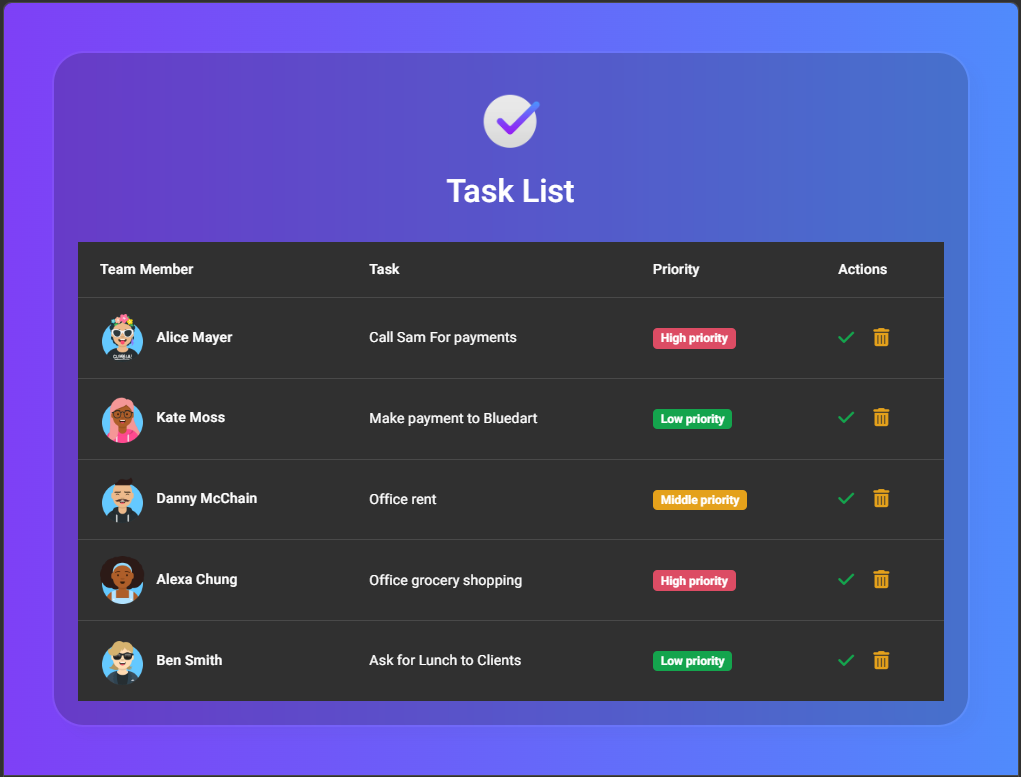 Task List
Team Member Task Priority Actions
Alice Mayer Call Sam For payments High priority
Kate Moss Make payment to Bluedart Low priority
Danny McChain Office rent Middle priority
Alexa Chung Office grocery shopping High priority
Ben Smith Ask for Lunch to Clients Low priority